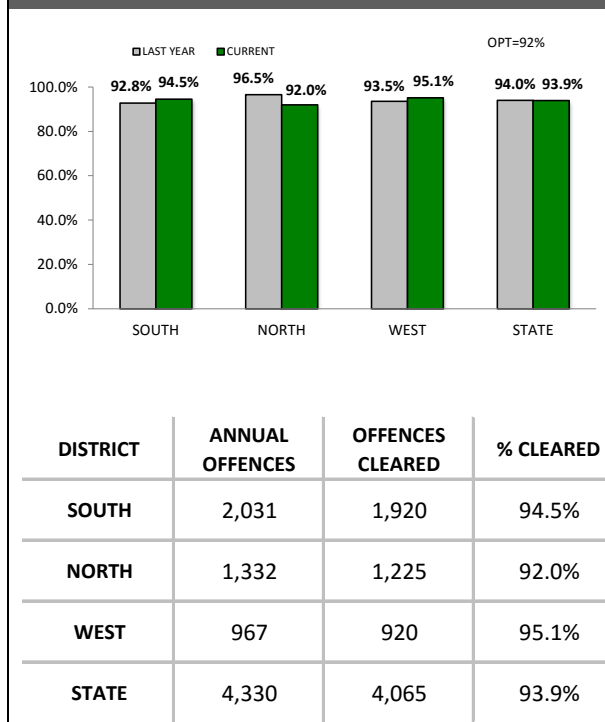 LAST YEAR CURRENT OPT=92%
92.8% 94.5% 96.5% 92.0% 93.5% 95.1% 94.0% 93.9%
100.0%
80.0%
60.0%
40.0%
20.0%
0.0%
SOUTH NORTH WEST STATE
DISTRICT ANNUAL OFFENCES OFFENCES CLEARED % CLEARED
SOUTH 2,031 1,920 94.5%
NORTH 1,332 1,225 92.0%
WEST 967 920 95.1%
STATE 4,330 4,065 93.9%